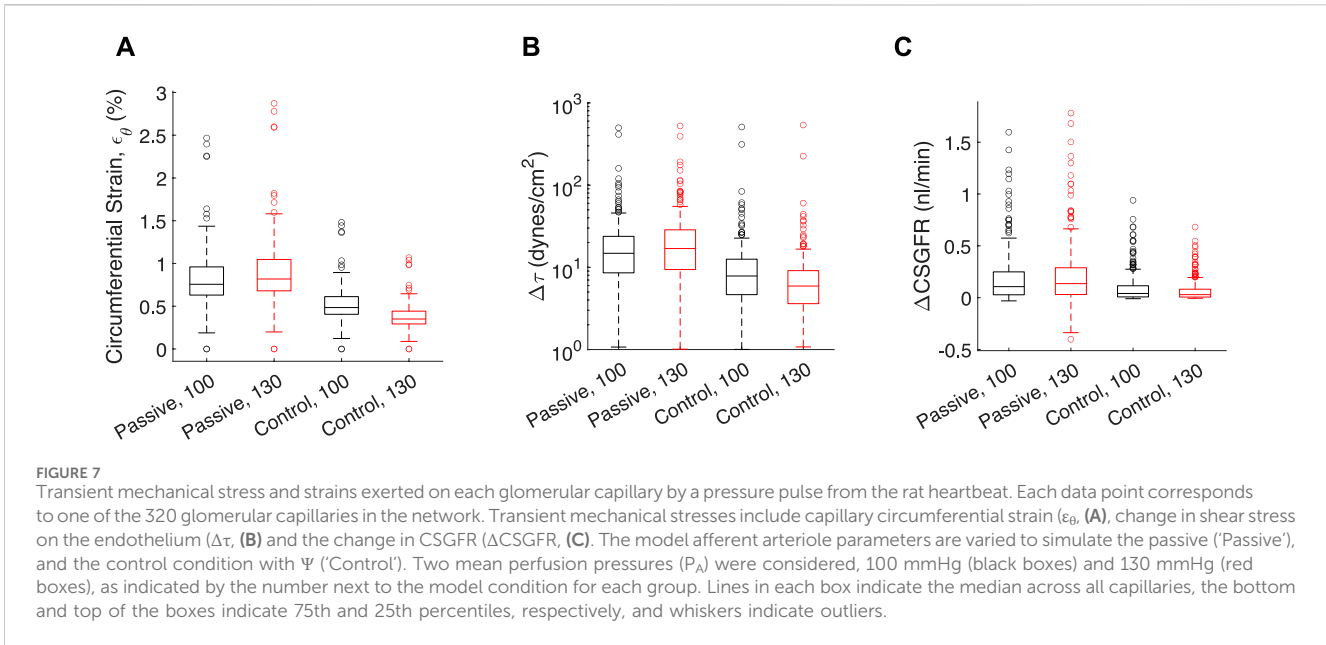 A
B
C
Circumferential Strain, ϵθ (%)
3
2.5
2
1.5
1
0.5
0
Passive, 100
Passive, 130
Control, 100
Control, 130
Δτ (dynes/cm²)
10³
10²
10¹
10⁰
Passive, 100
Passive, 130
Control, 100
Control, 130
ΔCSGFR (nl/min)
1.5
1
0.5
0
-0.5
Passive, 100
Passive, 130
Control, 100
Control, 130
FIGURE 7
Transient mechanical stress and strains exerted on each glomerular capillary by a pressure pulse from the rat heartbeat. Each data point corresponds
to one of the 320 glomerular capillaries in the network. Transient mechanical stresses include capillary circumferential strain (εθ, (A), change in shear stress
on the endothelium (Δτ, (B) and the change in CSGFR (ΔCSGFR, (C). The model afferent arteriole parameters are varied to simulate the passive (‘Passive’),
and the control condition with Ψ (‘Control’). Two mean perfusion pressures (PA) were considered, 100 mmHg (black boxes) and 130 mmHg (red
boxes), as indicated by the number next to the model condition for each group. Lines in each box indicate the median across all capillaries, the bottom
and top of the boxes indicate 75th and 25th percentiles, respectively, and whiskers indicate outliers.